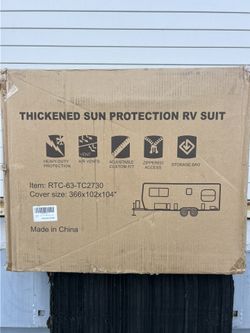 THICKENED SUN PROTECTION RV SUIT
HEAVY-DUTY
PROTECTION
AIR VENTS
ADJUSTABLE
CUSTOM FIT
ZIPPERED
ACCESS
STORAGE BAG
Item: RTC-63-TC2730
Cover size: 366x102x104"
Made in China